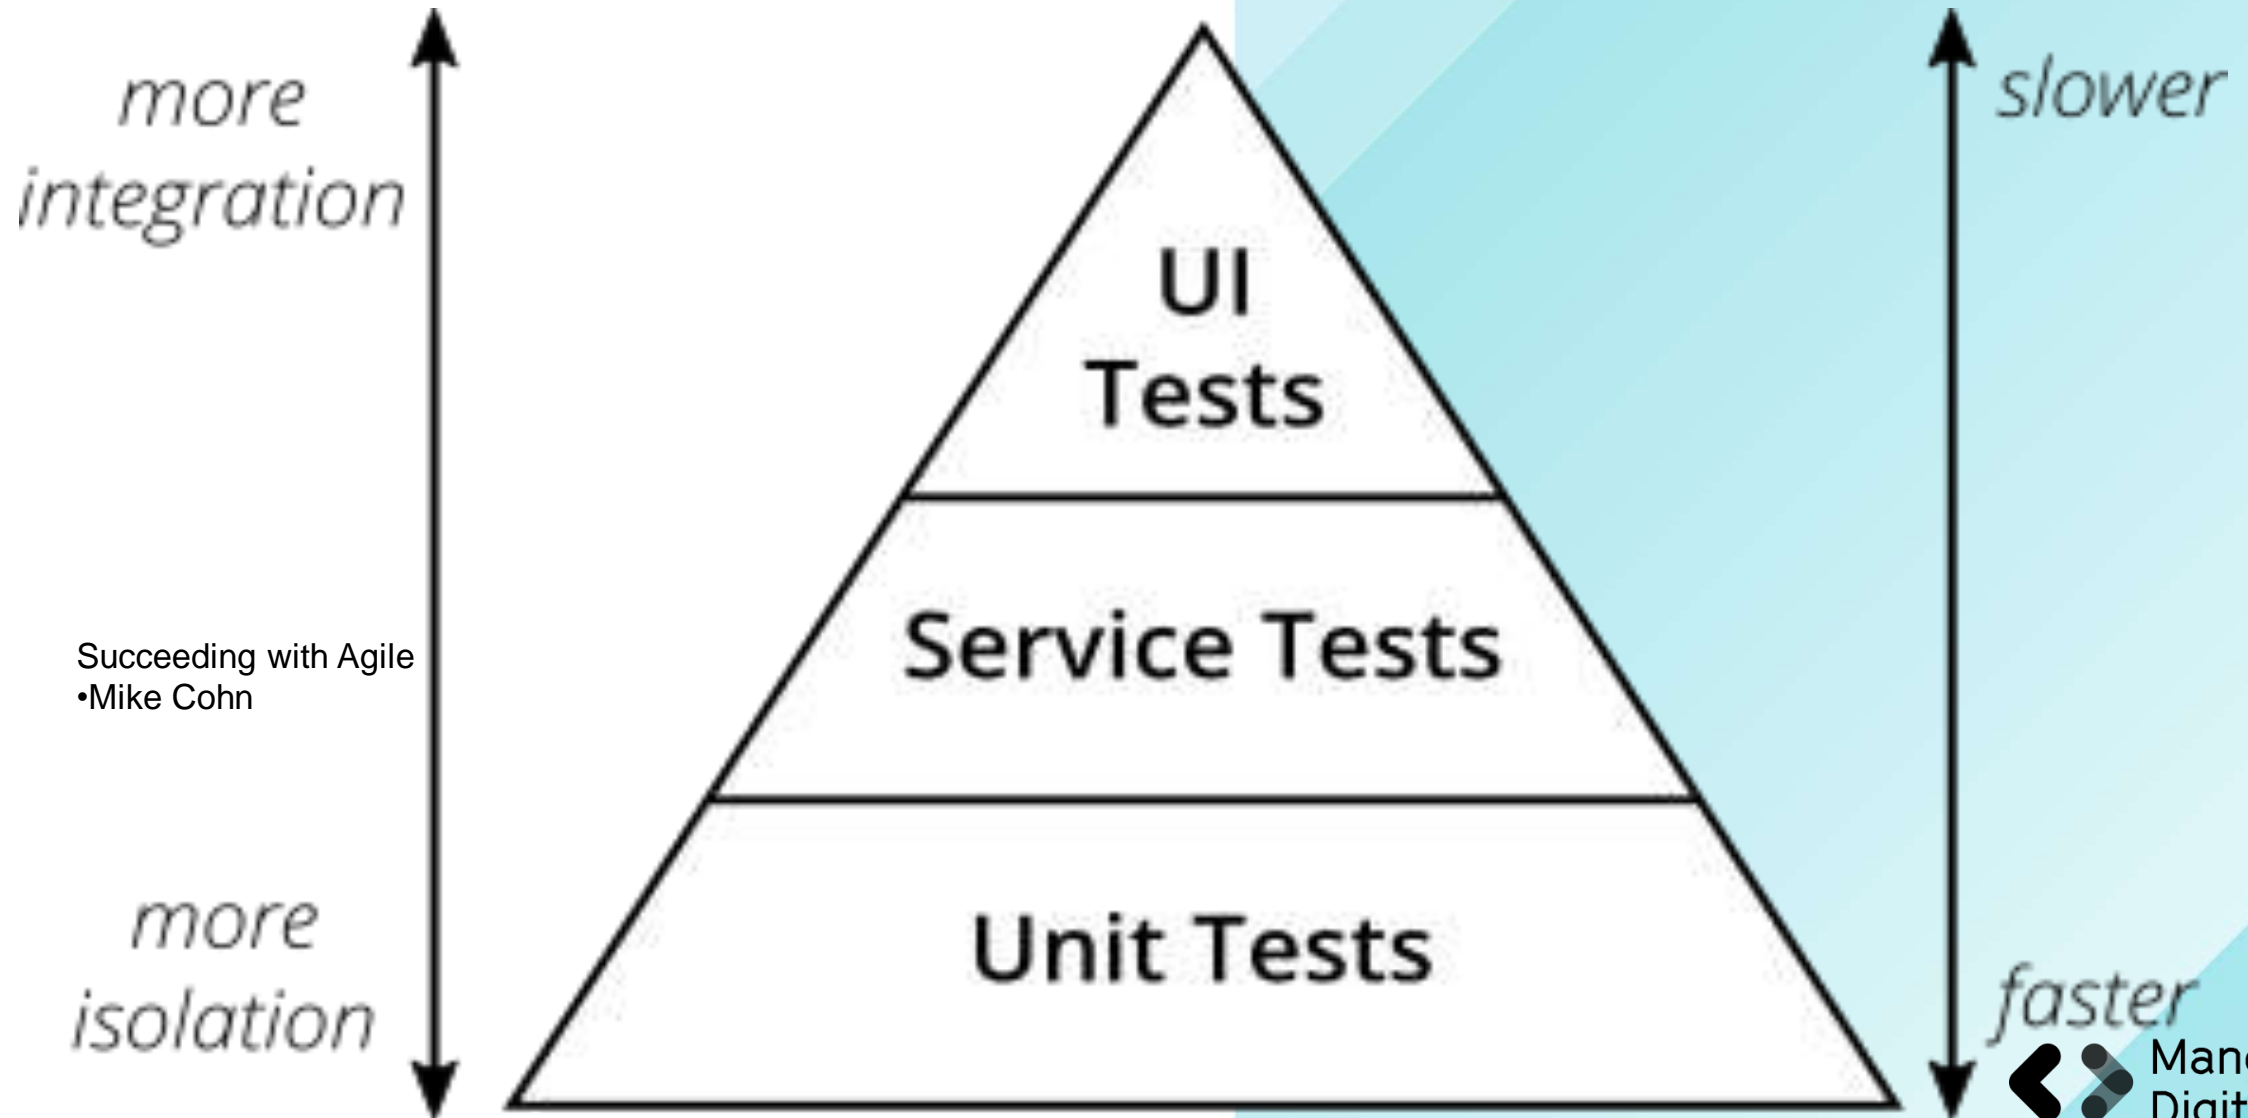 more
integration
slower
UI
Tests
Service Tests
Succeeding with Agile
•Mike Cohn
more
isolation
Unit Tests
faster